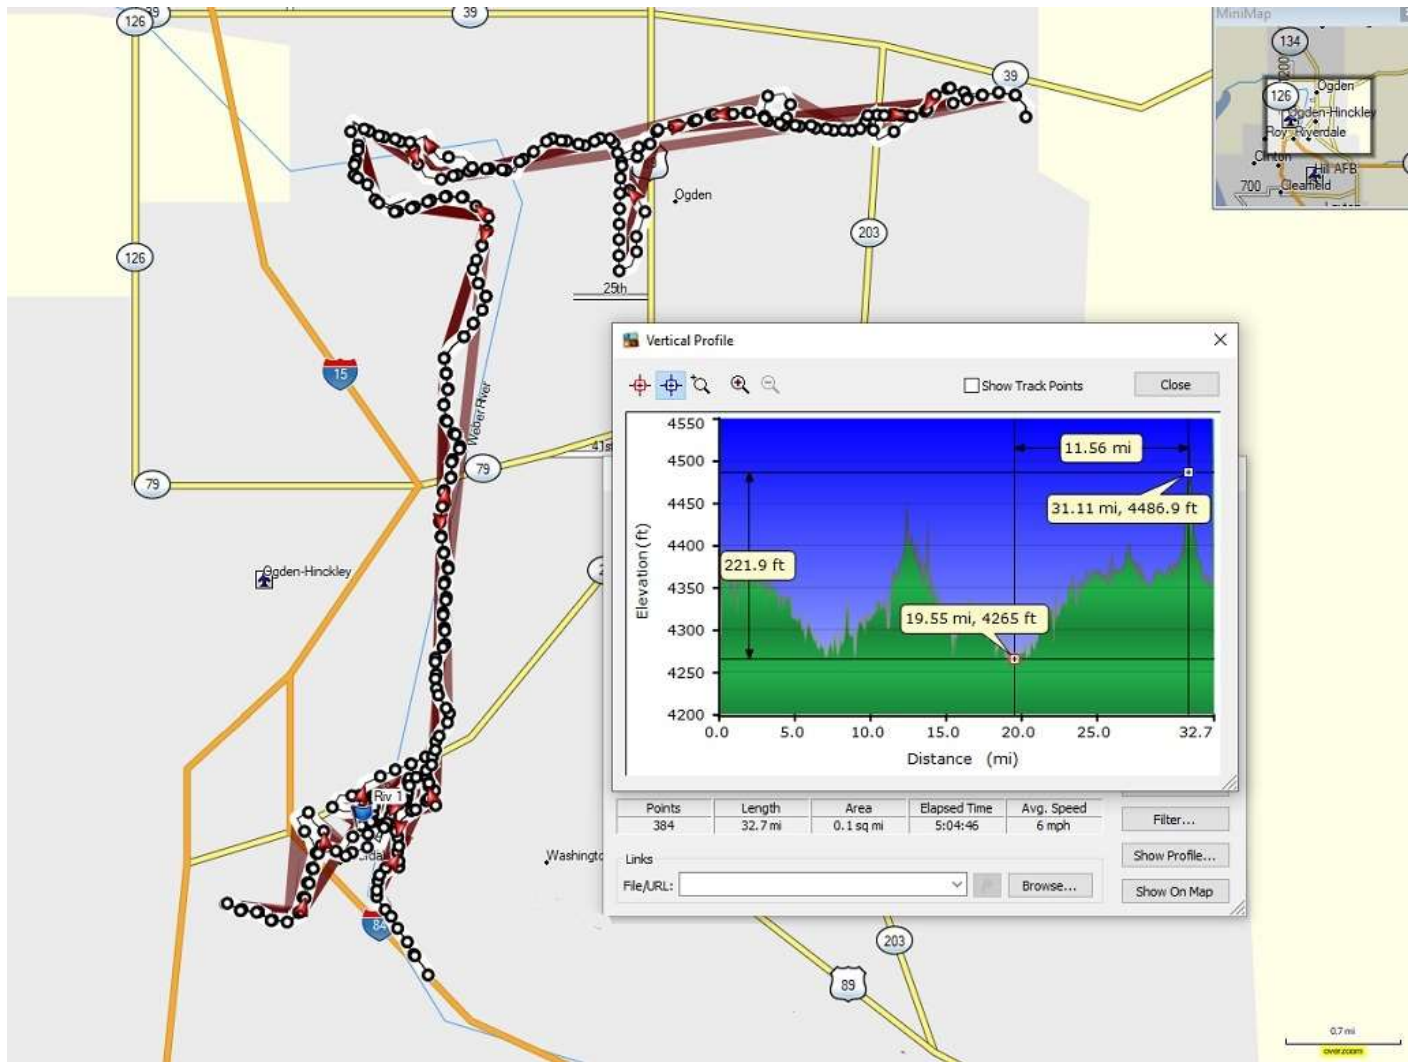 126
39
39
MiniMap
134
126
Ogden
Ogden-Hinckley
Roy
Riverdale
Clinton
Hill AFB
700
Clearfield
39
Ogden
126
203
25th
15
Weber River
79
79
Ogden-Hinckley
Riv 1
Washingto
84
203
89
0.7 mi
overzoom
Vertical Profile
Show Track Points
Close
4550
4500
4450
4400
4350
4300
4250
4200
Elevation (ft)
11.56 mi
31.11 mi, 4486.9 ft
221.9 ft
19.55 mi, 4265 ft
0.0 5.0 10.0 15.0 20.0 25.0 32.7
Distance (mi)
Points Length Area Elapsed Time Avg. Speed
384 32.7 mi 0.1 sq mi 5:04:46 6 mph
Filter...
Links
Show Profile...
File/URL: Browse...
Show On Map